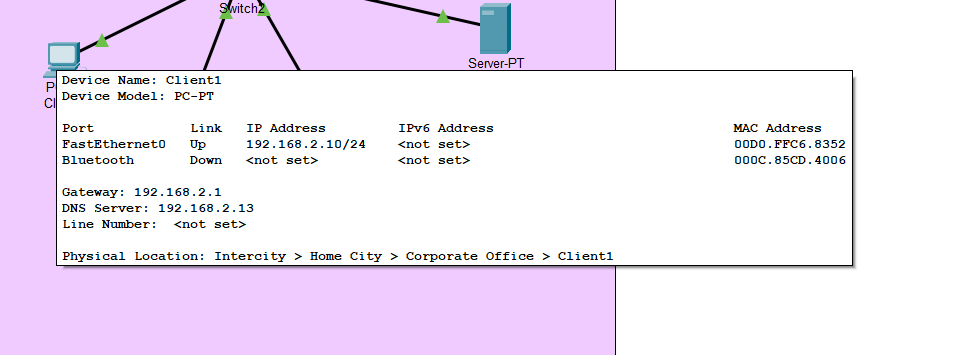 Switch2
Server-PT
Device Name: Client1
Device Model: PC-PT
Port Link IP Address IPv6 Address MAC Address
FastEthernet0 Up 192.168.2.10/24 <not set> 00D0.FFC6.8352
Bluetooth Down <not set> <not set> 000C.85CD.4006
Gateway: 192.168.2.1
DNS Server: 192.168.2.13
Line Number: <not set>
Physical Location: Intercity > Home City > Corporate Office > Client1